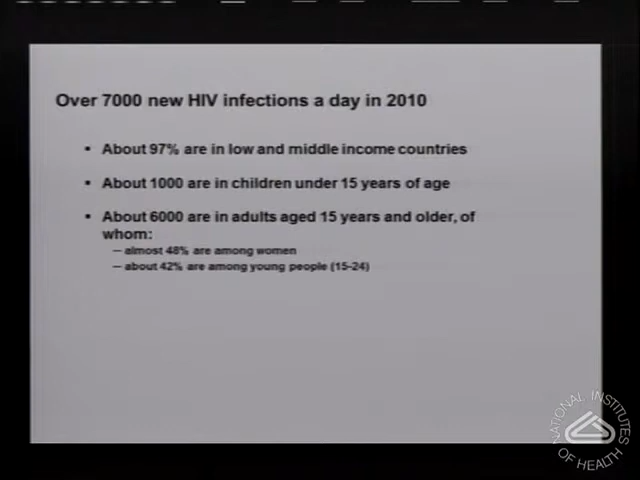 Over 7000 new HIV infections a day in 2010
▪ About 97% are in low and middle income countries
▪ About 1000 are in children under 15 years of age
▪ About 6000 are in adults aged 15 years and older, of
whom:
– almost 48% are among women
– about 42% are among young people (15-24)
NATIONAL INSTITUTES
OF HEALTH